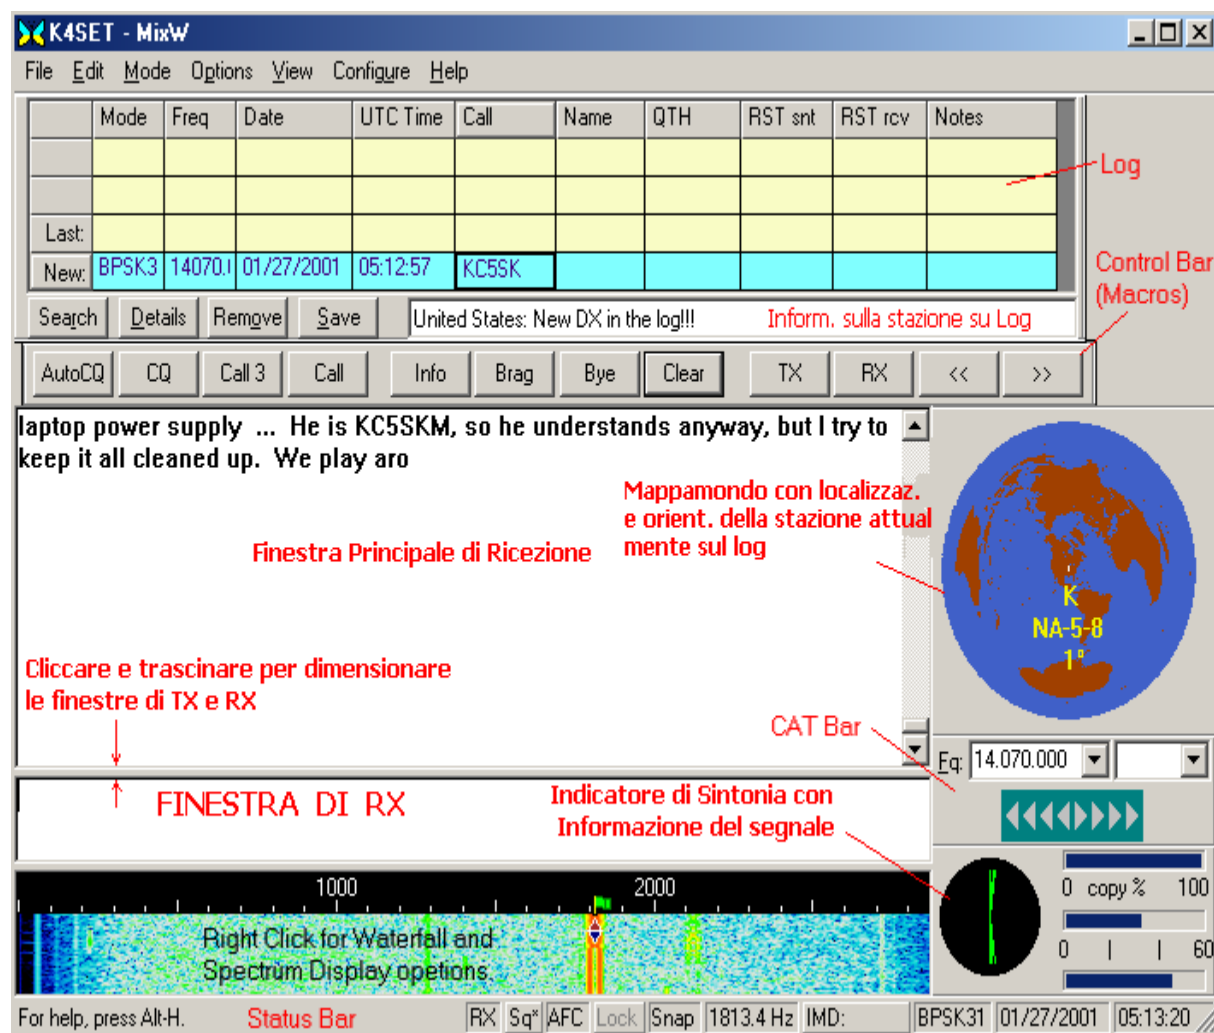 K4SET - MixW
File Edit Mode Options View Configure Help
Mode Freq Date UTC Time Call Name QTH RST snt RST rcv Notes
Log
Last:
New: BPSK3 14070.0 01/27/2001 05:12:57 KC5SK
Control Bar
(Macros)
Search Details Remove Save United States: New DX in the log!!! Inform. sulla stazione su Log
AutoCQ CQ Call 3 Call Info Brag Bye Clear TX RX << >>
laptop power supply ... He is KC5SKM, so he understands anyway, but I try to
keep it all cleaned up. We play aro
Mappamondo con localizzaz.
e orient. della stazione attual
mente sul log
Finestra Principale di Ricezione
K
NA-5-8
1°
Cliccare e trascinare per dimensionare
le finestre di TX e RX
CAT Bar
Fq: 14.070.000
FINESTRA DI RX
Indicatore di Sintonia con
Informazione del segnale
1000 2000
0 copy % 100
0 60
Right Click for Waterfall and
Spectrum Display opetions.
For help, press Alt-H. Status Bar RX Sq* AFC Lock Snap 1813.4 Hz IMD: BPSK31 01/27/2001 05:13:20